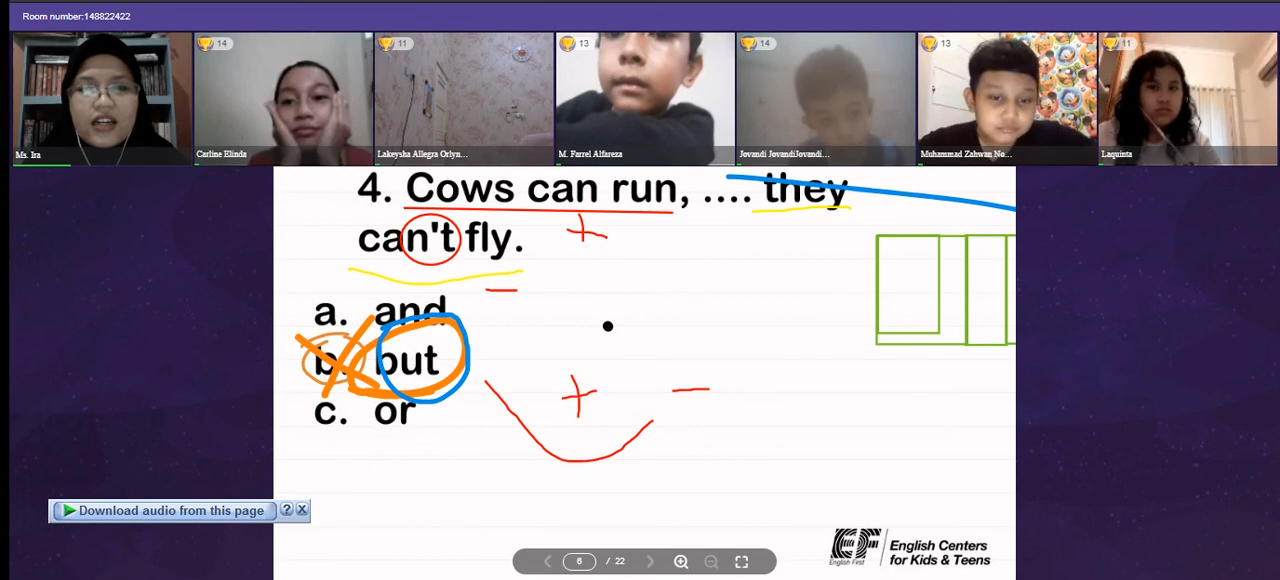 Room number:148822422
14
11
13
14
13
11
Ms. Ira
Carline Elinda
Lakeysha Allegra Orlyn...
M. Farrel Alfareza
Jovandi JovandiJovandi...
Muhammad Zahwan No...
Laquinta
4. Cows can run, .... they
can't fly.
+
−
a. and
b. but
c. or
+ −
Download audio from this page ? X
EF English Centers
English First for Kids & Teens
6 / 22